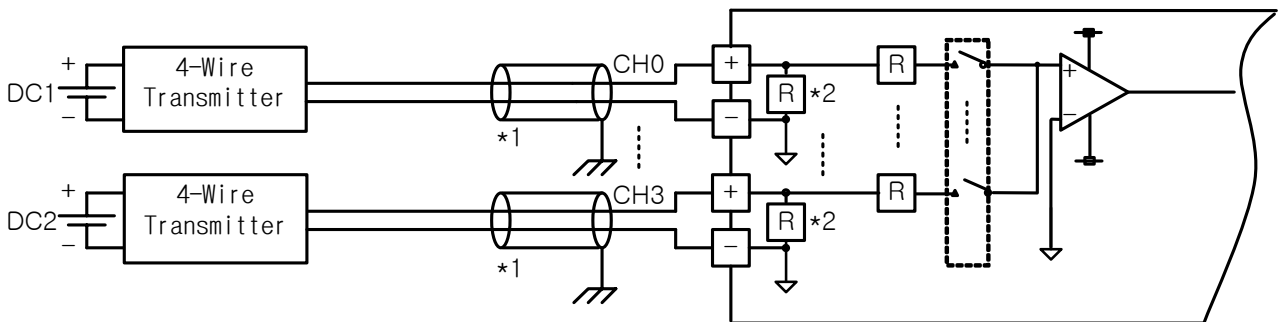 +
DC1
-
4-Wire
Transmitter
*1
CH0
+
-
R
*2
R
+
-
+
DC2
-
4-Wire
Transmitter
*1
CH3
+
-
R
*2
R